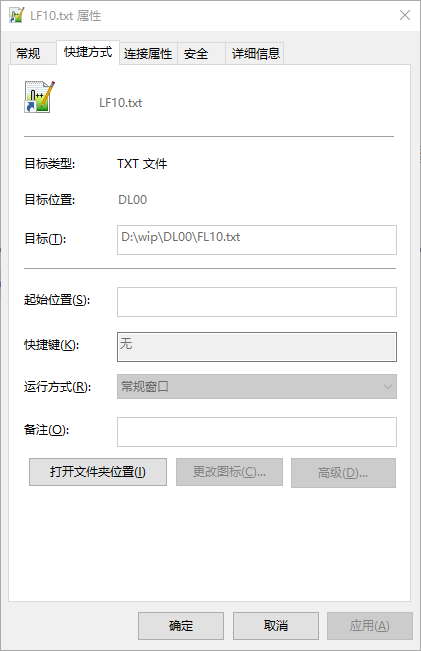 LF10.txt 属性
常规 快捷方式 连接属性 安全 详细信息
LF10.txt
目标类型: TXT 文件
目标位置: DL00
目标(T): D:\wip\DL00\FL10.txt
起始位置(S):
快捷键(K): 无
运行方式(R): 常规窗口
备注(O):
打开文件夹位置(I) 更改图标(C)... 高级(D)...
确定 取消 应用(A)